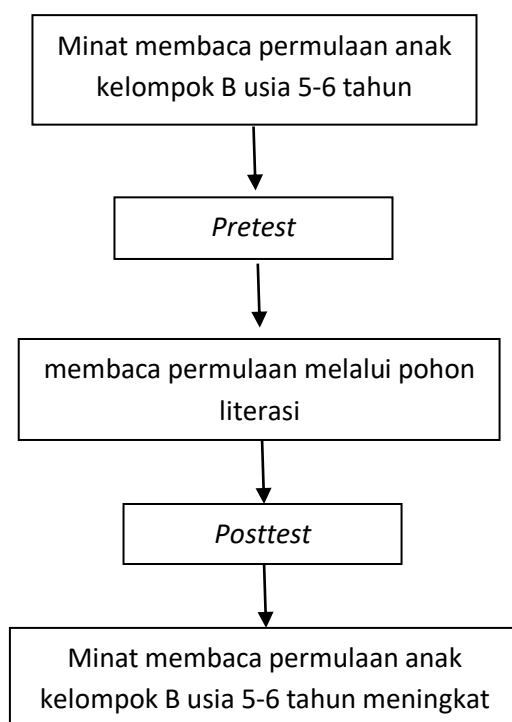 Minat membaca permulaan anak
kelompok B usia 5-6 tahun
Pretest
membaca permulaan melalui pohon
literasi
Posttest
Minat membaca permulaan anak
kelompok B usia 5-6 tahun meningkat